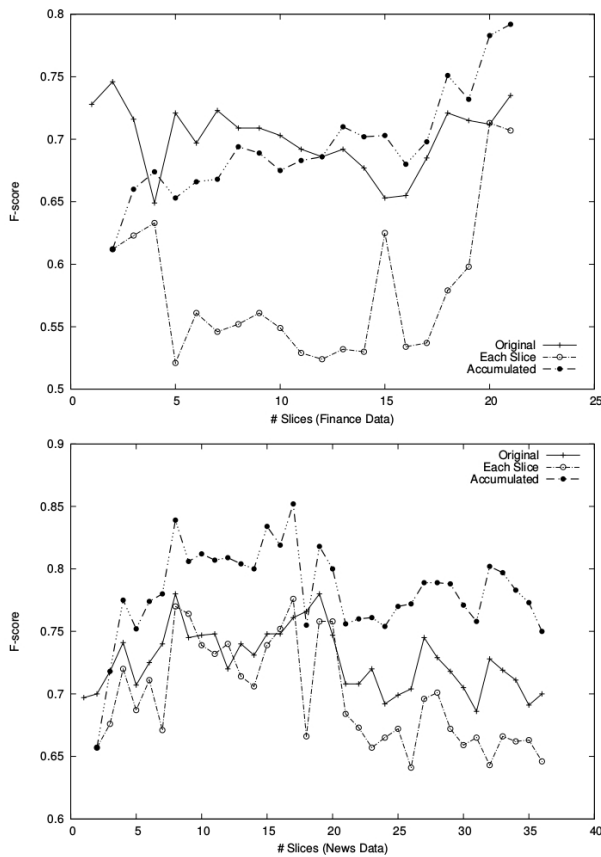 0.8
0.75
0.7
0.65
0.6
0.55
0.5
F-score
Original
Each Slice
Accumulated
0 5 10 15 20 25
# Slices (Finance Data)
0.9
0.85
0.8
0.75
0.7
0.65
0.6
F-score
Original
Each Slice
Accumulated
0 5 10 15 20 25 30 35 40
# Slices (News Data)